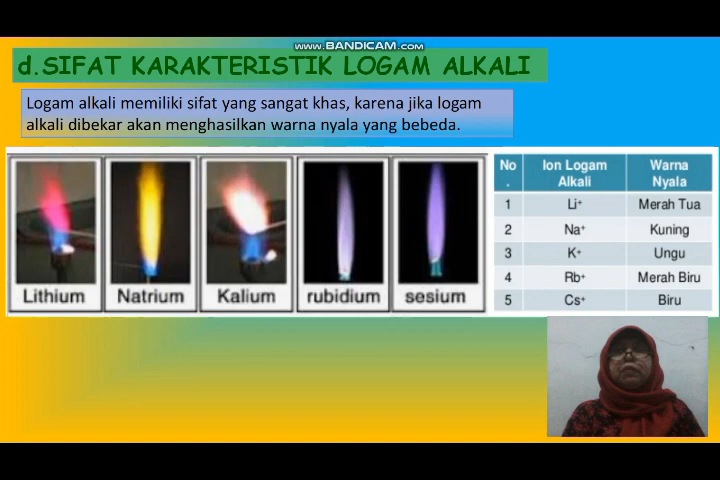 www.BANDICAM.com
d.SIFAT KARAKTERISTIK LOGAM ALKALI
Logam alkali memiliki sifat yang sangat khas, karena jika logam
alkali dibekar akan menghasilkan warna nyala yang bebeda.
Lithium Natrium Kalium rubidium sesium
No. Ion Logam Alkali Warna Nyala
1 Li⁺ Merah Tua
2 Na⁺ Kuning
3 K⁺ Ungu
4 Rb⁺ Merah Biru
5 Cs⁺ Biru